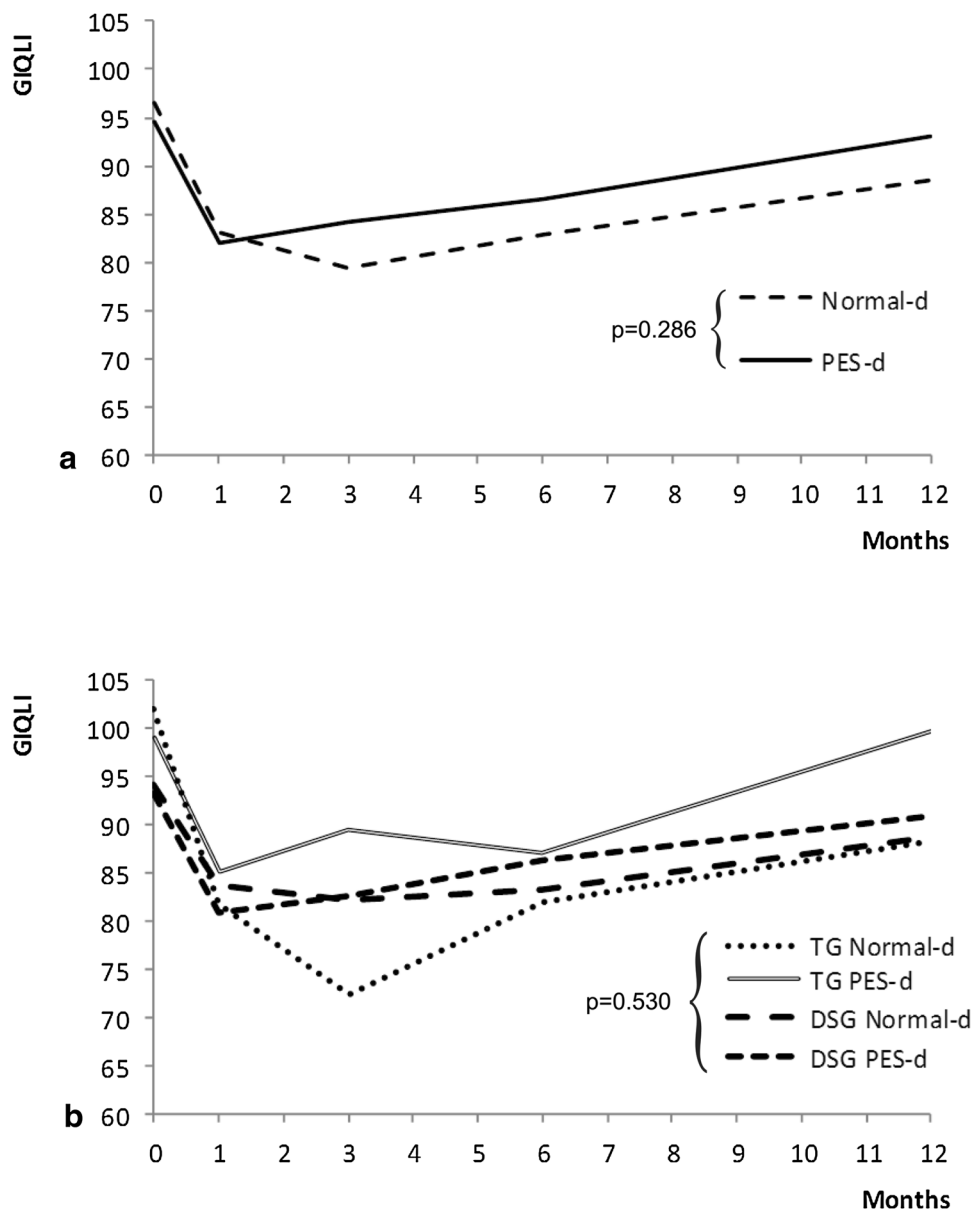 GIQLI
105
100
95
90
85
80
75
70
65
60
Normal-d
p=0.286
PES-d
a
0 1 2 3 4 5 6 7 8 9 10 11 12
Months
GIQLI
105
100
95
90
85
80
75
70
65
60
TG Normal-d
TG PES-d
p=0.530
DSG Normal-d
DSG PES-d
b
0 1 2 3 4 5 6 7 8 9 10 11 12
Months